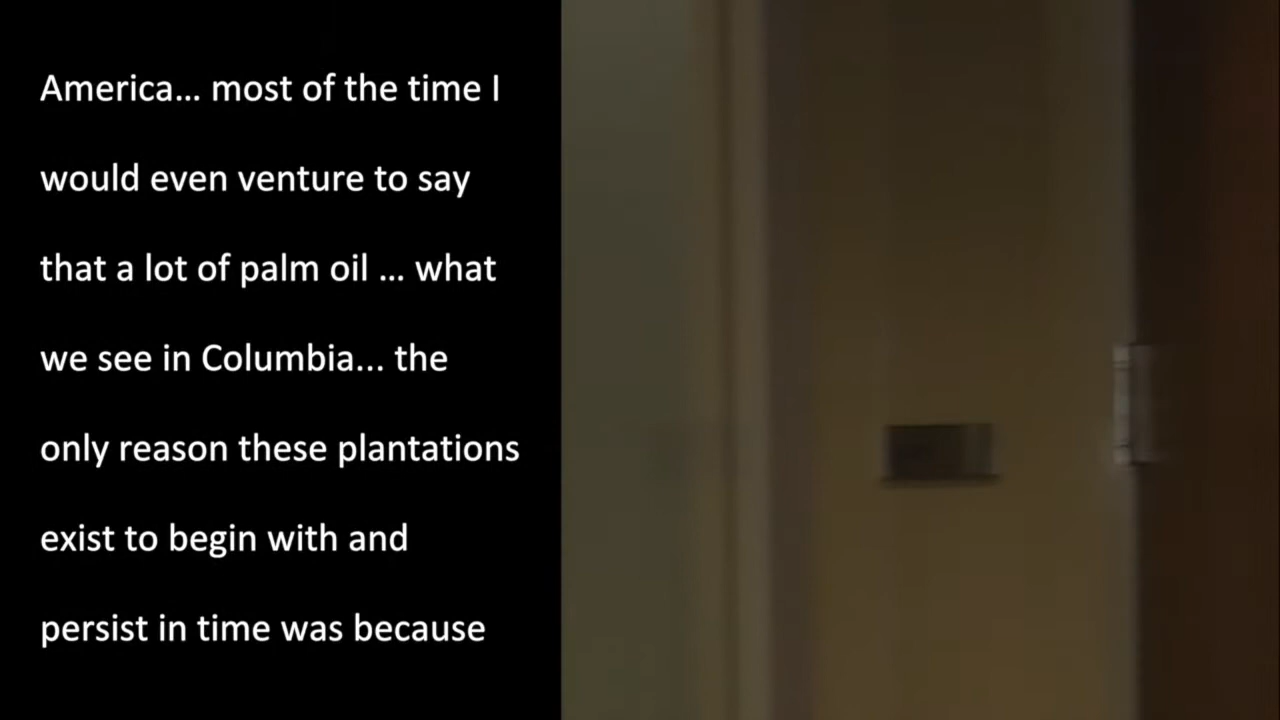 America... most of the time I
would even venture to say
that a lot of palm oil ... what
we see in Columbia... the
only reason these plantations
exist to begin with and
persist in time was because